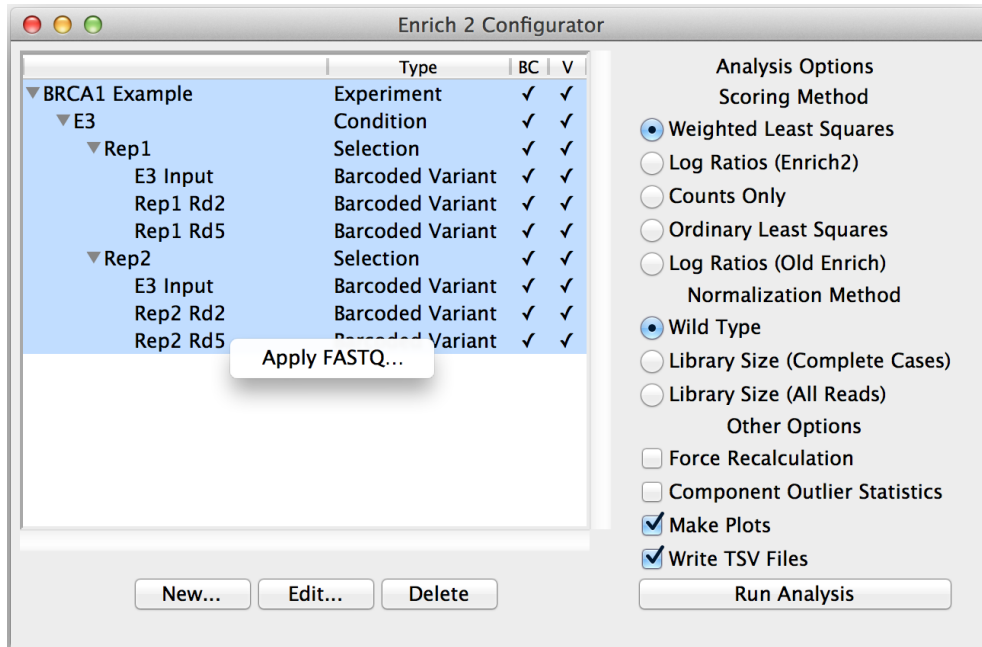 Enrich 2 Configurator
Type BC V
BRCA1 Example Experiment ✓ ✓
E3 Condition ✓ ✓
Rep1 Selection ✓ ✓
E3 Input Barcoded Variant ✓ ✓
Rep1 Rd2 Barcoded Variant ✓ ✓
Rep1 Rd5 Barcoded Variant ✓ ✓
Rep2 Selection ✓ ✓
E3 Input Barcoded Variant ✓ ✓
Rep2 Rd2 Barcoded Variant ✓ ✓
Rep2 Rd5 Barcoded Variant ✓ ✓
Apply FASTQ...
New... Edit... Delete
Analysis Options
Scoring Method
Weighted Least Squares
Log Ratios (Enrich2)
Counts Only
Ordinary Least Squares
Log Ratios (Old Enrich)
Normalization Method
Wild Type
Library Size (Complete Cases)
Library Size (All Reads)
Other Options
Force Recalculation
Component Outlier Statistics
Make Plots
Write TSV Files
Run Analysis